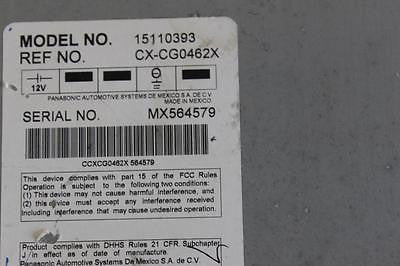 MODEL NO. 15110393
REF NO. CX-CG0462X
12V
PANASONIC AUTOMOTIVE SYSTEMS DE MEXICO S.A. DE C.V.
MADE IN MEXICO.
SERIAL NO. MX564579
CCXCG0462X 564579
This device complies with part 15 of the FCC Rules
Operation is subject to the following two conditions:
(1) This device may not cause harmful interference, and
(2) this device must accept any interference received
Including interference that may cause undesired operation.
Product complies with DHHS Rules 21 CFR Subchapter
J / in effect as of date of manufacture.
Panasonic Automotive Systems De Mexico S.A. de C.V.